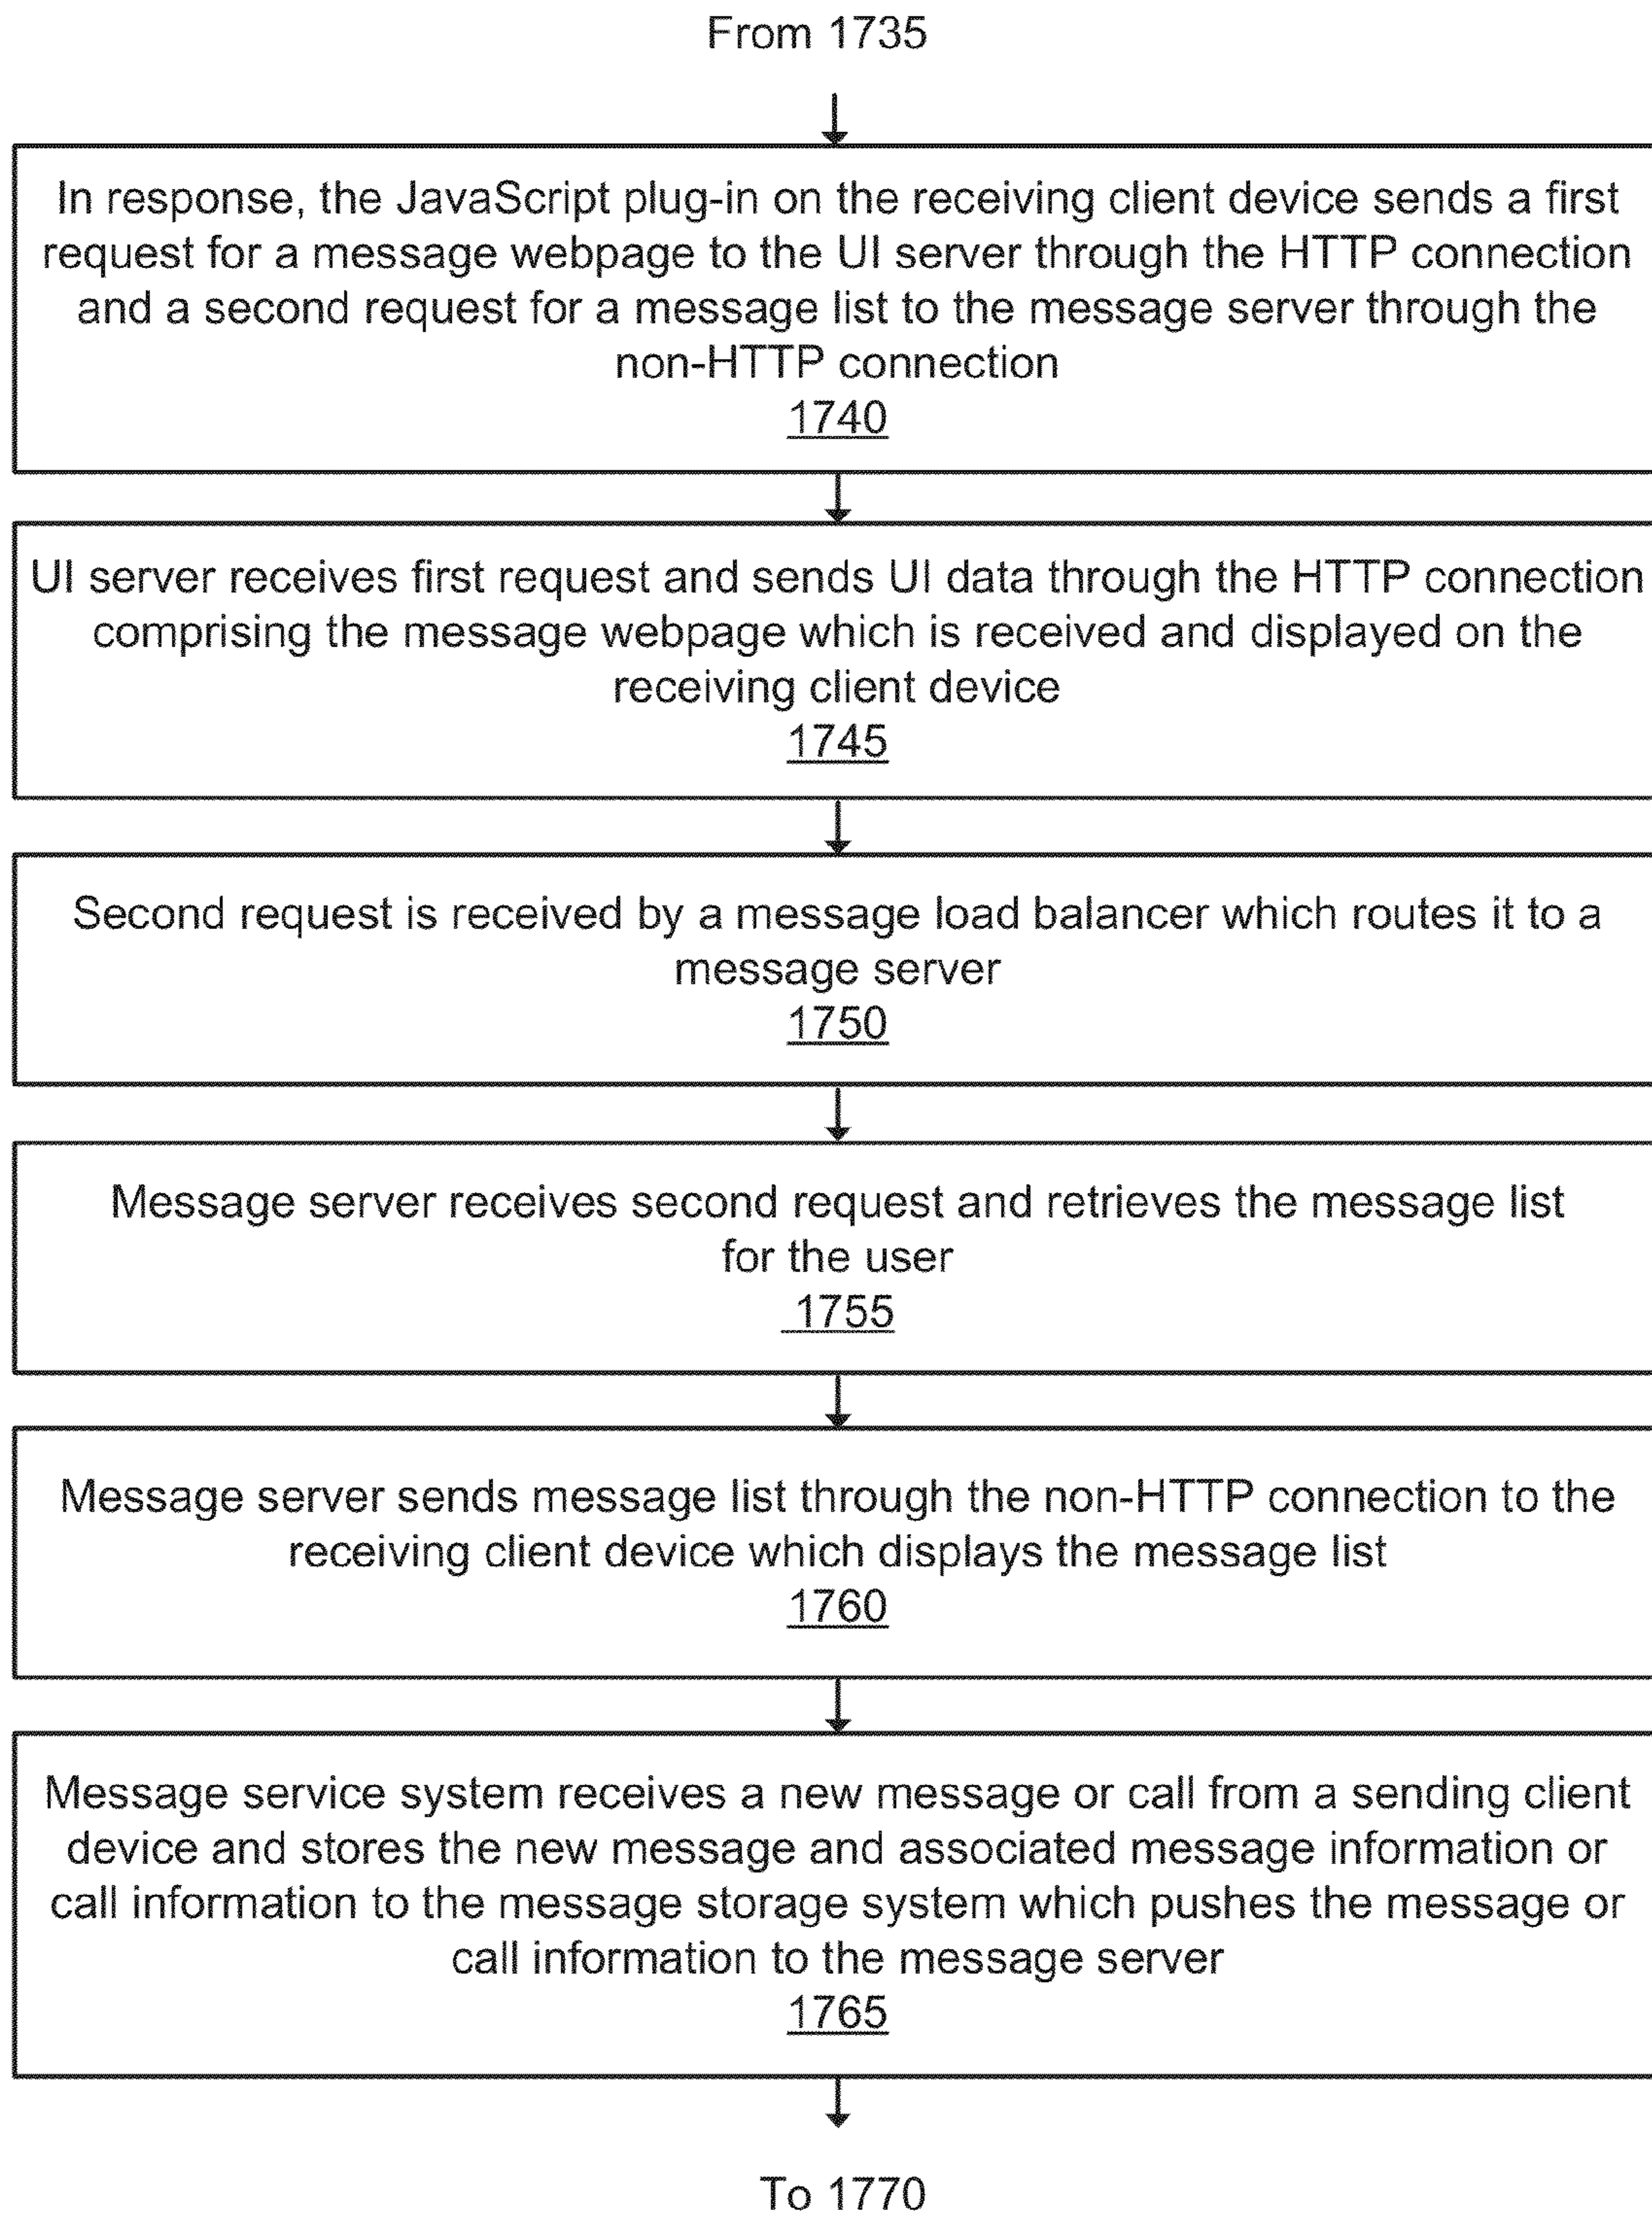 From 1735
In response, the JavaScript plug-in on the receiving client device sends a first
request for a message webpage to the UI server through the HTTP connection
and a second request for a message list to the message server through the
non-HTTP connection
1740
UI server receives first request and sends UI data through the HTTP connection
comprising the message webpage which is received and displayed on the
receiving client device
1745
Second request is received by a message load balancer which routes it to a
message server
1750
Message server receives second request and retrieves the message list
for the user
1755
Message server sends message list through the non-HTTP connection to the
receiving client device which displays the message list
1760
Message service system receives a new message or call from a sending client
device and stores the new message and associated message information or
call information to the message storage system which pushes the message or
call information to the message server
1765
To 1770